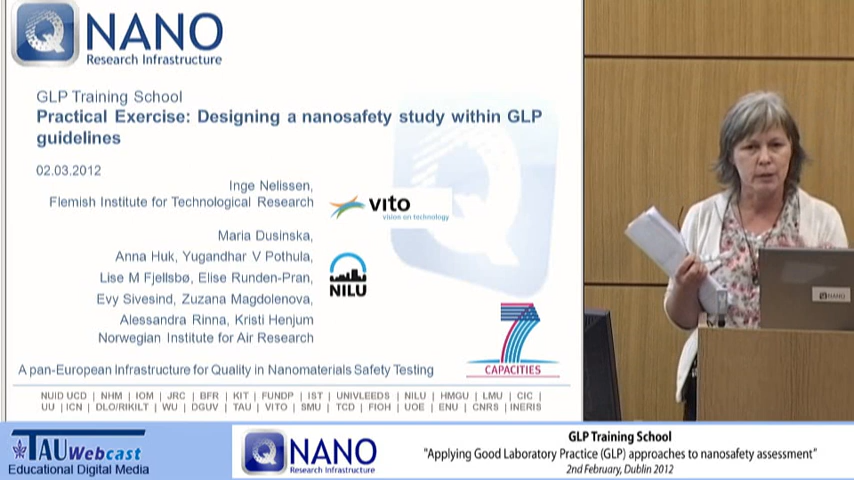 Q NANO
Research Infrastructure
GLP Training School
Practical Exercise: Designing a nanosafety study within GLP
guidelines
02.03.2012
Inge Nelissen,
Flemish Institute for Technological Research
vito
vision on technology
Maria Dusinska,
Anna Huk, Yugandhar V Pothula,
Lise M Fjellsbø, Elise Runden-Pran,
Evy Sivesind, Zuzana Magdolenova,
Alessandra Rinna, Kristi Henjum
Norwegian Institute for Air Research
NILU
7
CAPACITIES
A pan-European Infrastructure for Quality in Nanomaterials Safety Testing
NUID UCD | NHM | IOM | JRC | BFR | KIT | FUNDP | IST | UNIVLEEDS | NILU | HMGU | LMU | CIC |
UU | ICN | DLO/RIKILT | WU | DGUV | TAU | VITO | SMU | TCD | FIOH | UOE | ENU | CNRS | INERIS
NANO
TAU Webcast
Educational Digital Media
Q NANO
Research Infrastructure
GLP Training School
"Applying Good Laboratory Practice (GLP) approaches to nanosafety assessment"
2nd February, Dublin 2012